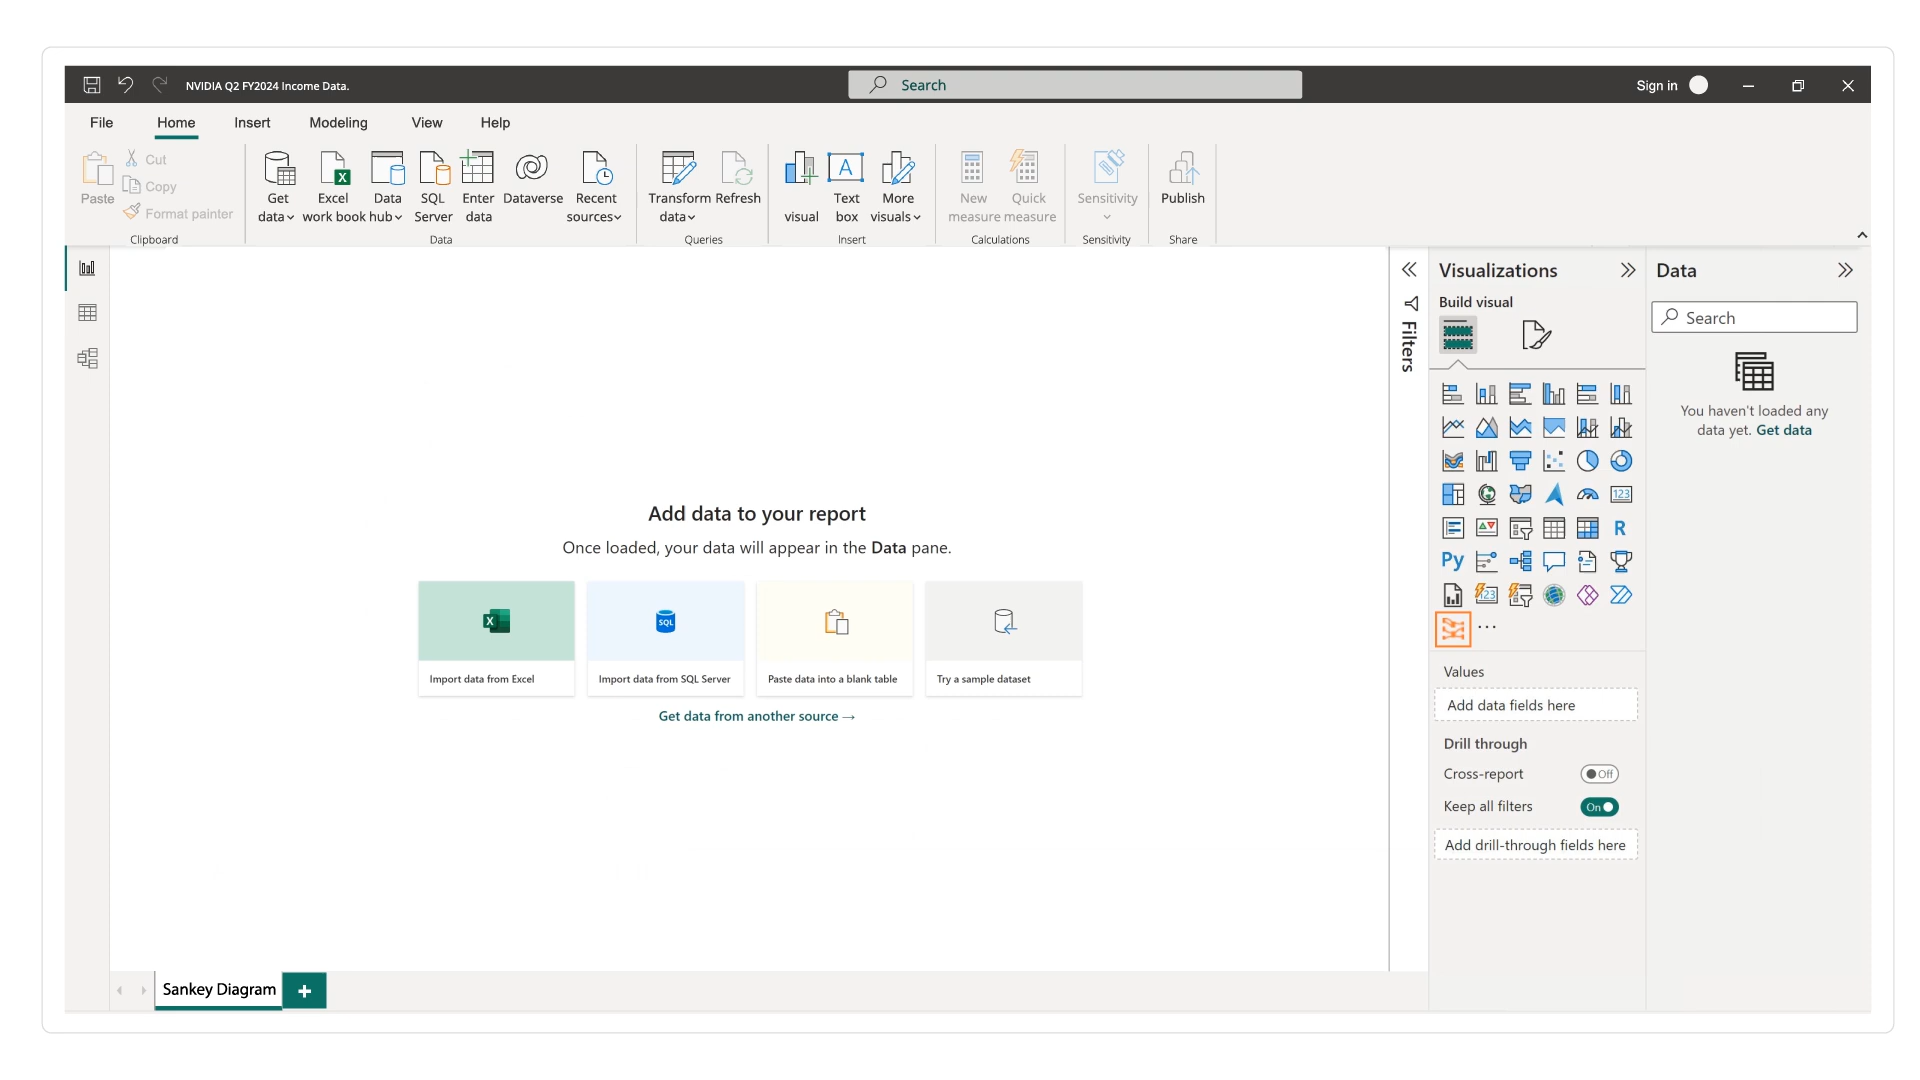 NVIDIA Q2 FY2024 Income Data.
Search
Sign in
File
Home
Insert
Modeling
View
Help
Paste
Cut
Copy
Format painter
Clipboard
Get data
Excel work book
Data hub
SQL Server
Enter data
Dataverse
Recent sources
Data
Transform data
Refresh
Queries
visual
Text box
More visuals
Insert
New measure
Quick measure
Calculations
Sensitivity
Sensitivity
Publish
Share
Add data to your report
Once loaded, your data will appear in the Data pane.
X
SQL
Import data from Excel
Import data from SQL Server
Paste data into a blank table
Try a sample dataset
Get data from another source →
Sankey Diagram
+
Filters
Visualizations
Build visual
123
R
Py
123
...
Values
Add data fields here
Drill through
Cross-report
Off
Keep all filters
On
Add drill-through fields here
Data
Search
You haven't loaded any
data yet. Get data